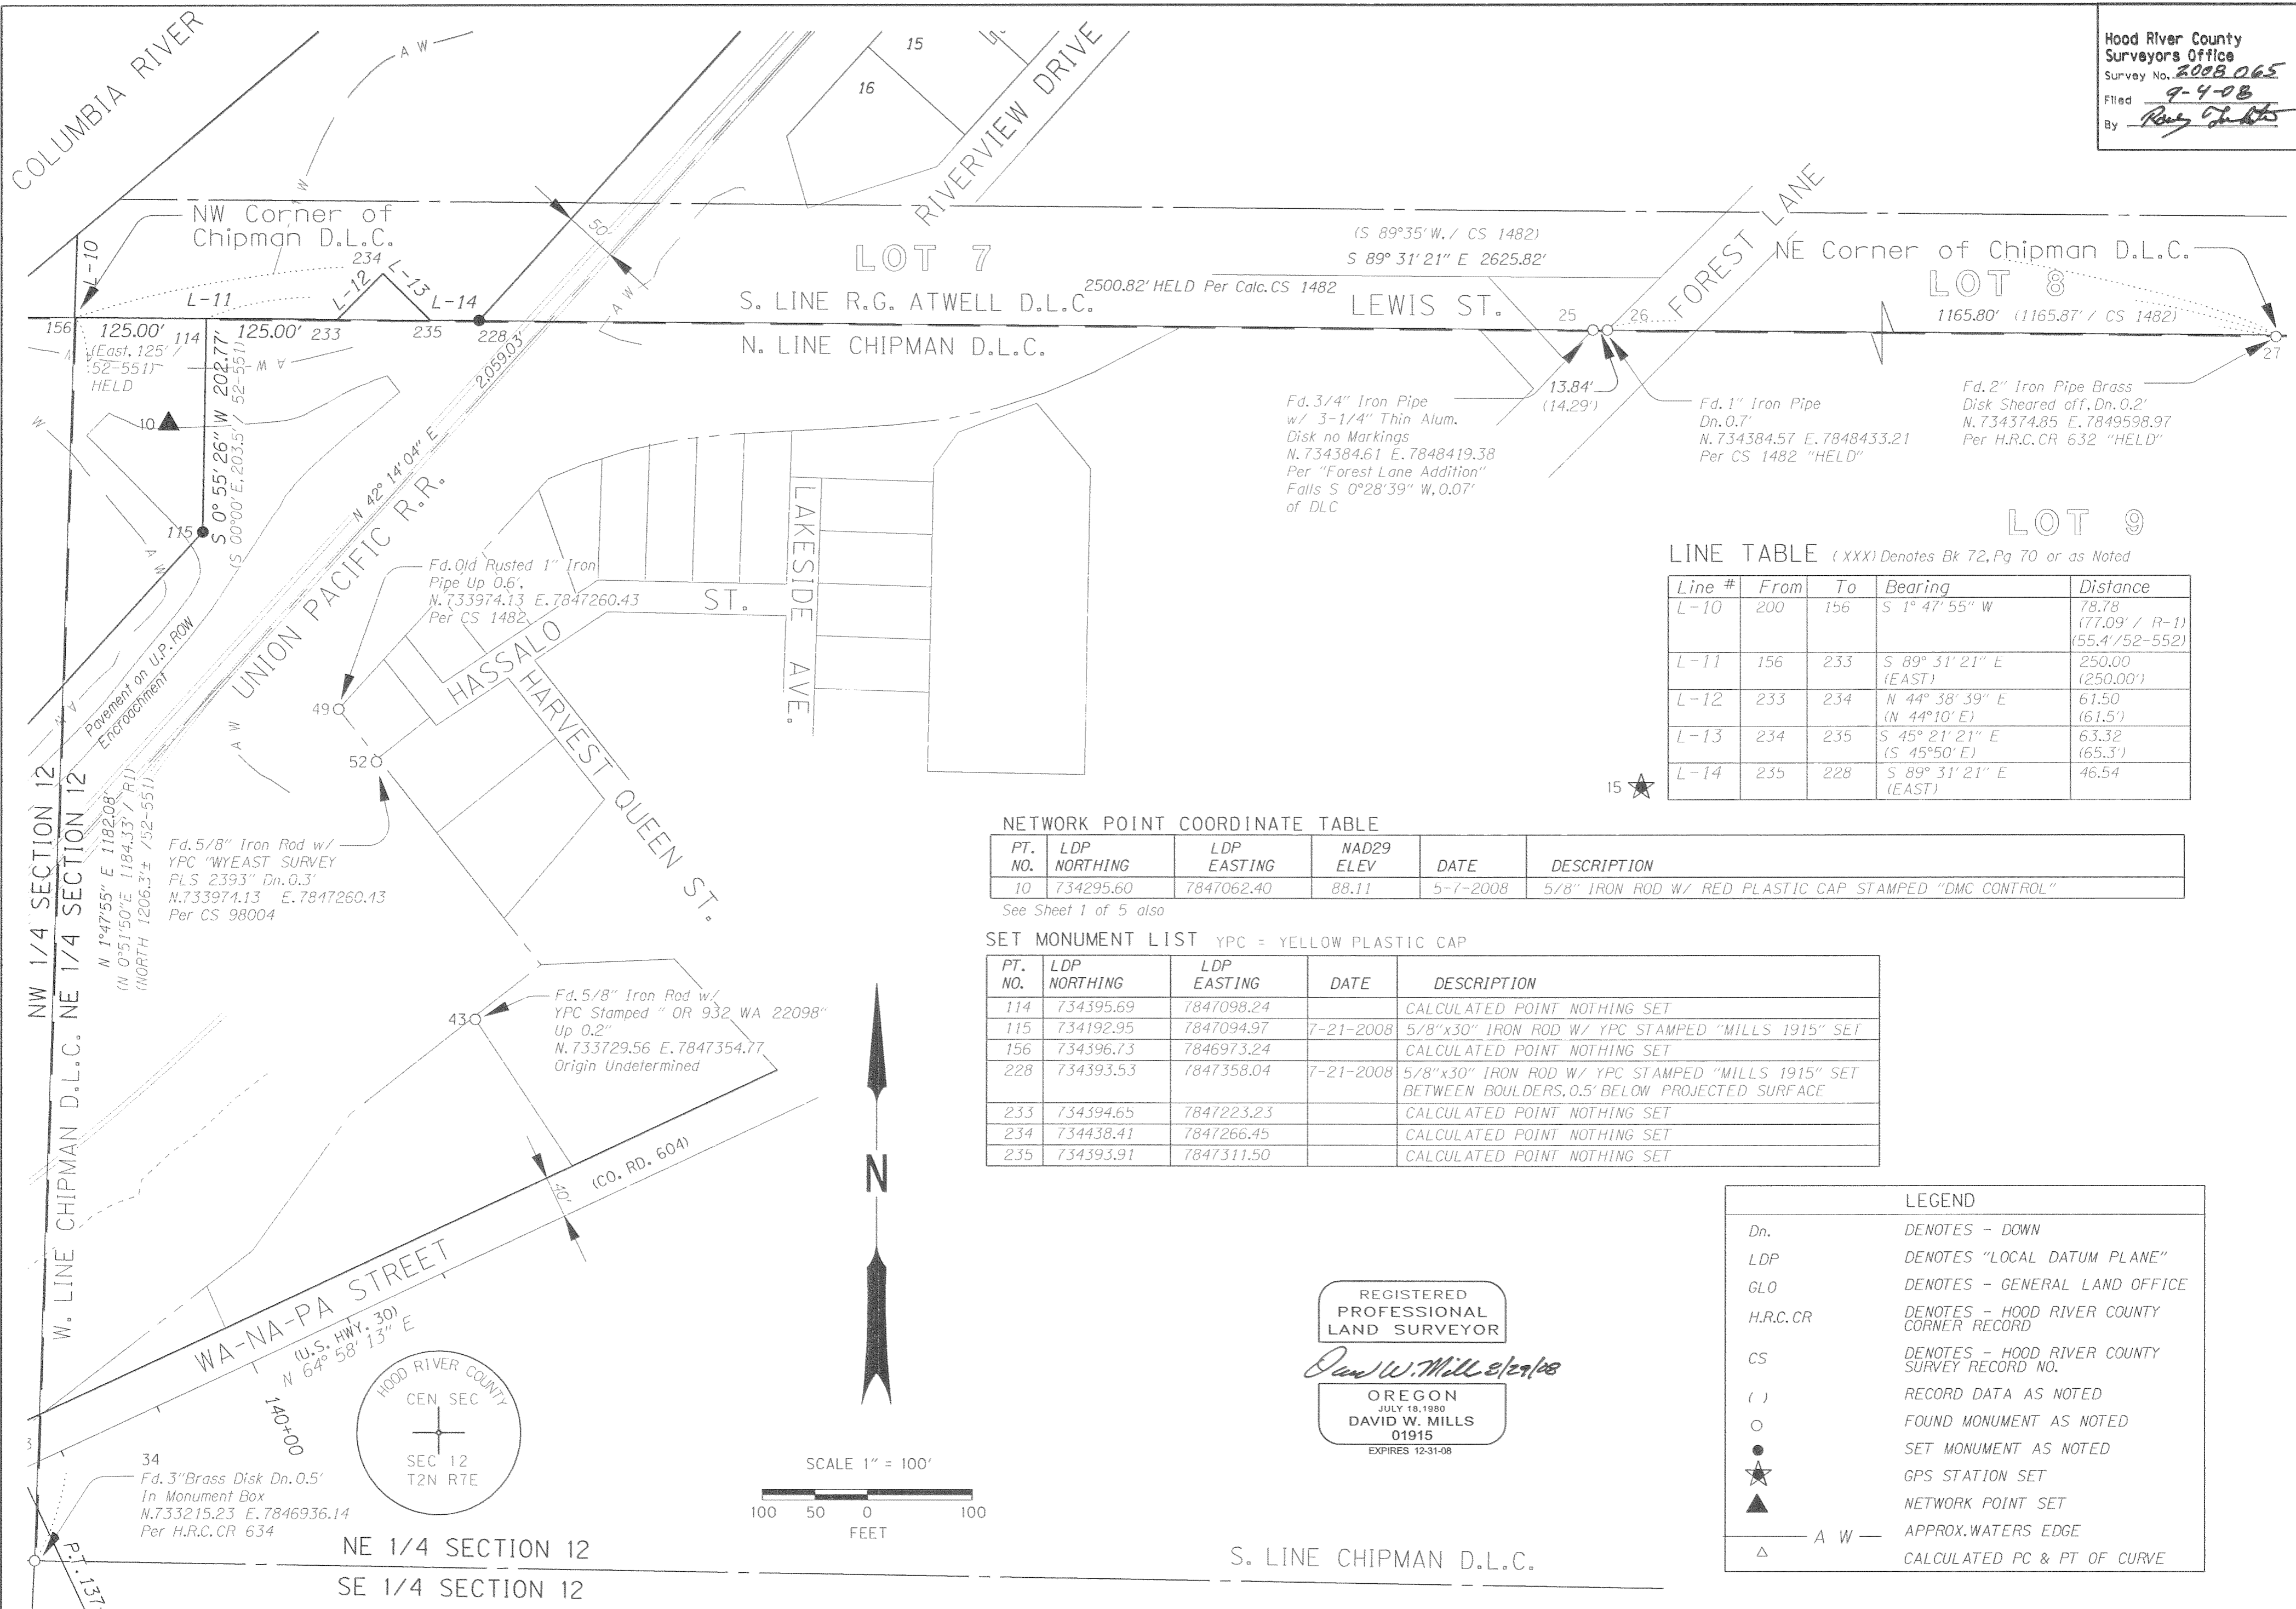 Hood River County
Surveyors Office
Survey No. 2008 065
Filed 9-4-08
By
COLUMBIA RIVER
A W
W
15
16
RIVERVIEW DRIVE
NW Corner of
Chipman D.L.C.
234
L-10
L-11
L-12
L-13
L-14
50'
A W
LOT 7
S. LINE R.G. ATWELL D.L.C.
N. LINE CHIPMAN D.L.C.
2500.82' HELD Per Calc. CS 1482
(S 89°35' W. / CS 1482)
S 89° 31' 21" E 2625.82'
LEWIS ST.
FOREST LANE
NE Corner of Chipman D.L.C.
LOT 8
1165.80' (1165.87' / CS 1482)
25
26
27
156
125.00'
114
125.00'
233
235
228
(East, 125' /
52-551)
HELD
W
W A
10
S 0° 55' 26" W 202.77'
(S 00°00' E, 203.5' / 52-551)
115
A W
2,059.03'
N 42° 14' 04" E
UNION PACIFIC R.R.
13.84'
(14.29')
Fd. 3/4" Iron Pipe
w/ 3-1/4" Thin Alum.
Disk no Markings
N. 734384.61 E. 7848419.38
Per "Forest Lane Addition"
Falls S 0°28'39" W, 0.07'
of DLC
Fd. 1" Iron Pipe
Dn. 0.7'
N. 734384.57 E. 7848433.21
Per CS 1482 "HELD"
Fd. 2" Iron Pipe Brass
Disk Sheared off, Dn. 0.2'
N. 734374.85 E. 7849598.97
Per H.R.C. CR 632 "HELD"
LOT 9
Fd. Old Rusted 1" Iron
Pipe Up 0.6',
N. 733974.13 E. 7847260.43
Per CS 1482
ST.
HASSALO
LAKESIDE AVE.
HARVEST QUEEN ST.
49
52
43
Pavement on U.P. ROW
Encroachment
A W
A W
LINE TABLE (XXX) Denotes Bk 72, Pg 70 or as Noted
Line # From To Bearing Distance
L-10 200 156 S 1° 47' 55" W 78.78
(77.09' / R-1)
(55.4'/52-552)
L-11 156 233 S 89° 31' 21" E 250.00
(EAST) (250.00')
L-12 233 234 N 44° 38' 39" E 61.50
(N 44°10' E) (61.5')
L-13 234 235 S 45° 21' 21" E 63.32
(S 45°50' E) (65.3')
L-14 235 228 S 89° 31' 21" E 46.54
(EAST)
15
Fd. 5/8" Iron Rod w/
YPC "WYEAST SURVEY
PLS 2393" Dn. 0.3'
N. 733974.13 E. 7847260.43
Per CS 98004
NW 1/4 SECTION 12
NE 1/4 SECTION 12
W. LINE CHIPMAN D.L.C.
N 1°47'55" E 1182.08'
(N 0°51'50"E 1184.33' / R1)
(NORTH 1206.3'± /52-551)
NETWORK POINT COORDINATE TABLE
PT. LDP LDP NAD29
NO. NORTHING EASTING ELEV DATE DESCRIPTION
10 734295.60 7847062.40 88.11 5-7-2008 5/8" IRON ROD W/ RED PLASTIC CAP STAMPED "DMC CONTROL"
See Sheet 1 of 5 also
SET MONUMENT LIST YPC = YELLOW PLASTIC CAP
PT. LDP LDP
NO. NORTHING EASTING DATE DESCRIPTION
114 734395.69 7847098.24 CALCULATED POINT NOTHING SET
115 734192.95 7847094.97 7-21-2008 5/8"x30" IRON ROD W/ YPC STAMPED "MILLS 1915" SET
156 734396.73 7846973.24 CALCULATED POINT NOTHING SET
228 734393.53 7847358.04 7-21-2008 5/8"x30" IRON ROD W/ YPC STAMPED "MILLS 1915" SET
BETWEEN BOULDERS, 0.5' BELOW PROJECTED SURFACE
233 734394.65 7847223.23 CALCULATED POINT NOTHING SET
234 734438.41 7847266.45 CALCULATED POINT NOTHING SET
235 734393.91 7847311.50 CALCULATED POINT NOTHING SET
Fd. 5/8" Iron Rod w/
YPC Stamped " OR 932 WA 22098"
Up 0.2"
N. 733729.56 E. 7847354.77
Origin Undetermined
WA-NA-PA STREET
(U.S. HWY. 30)
N 64° 58' 13" E
(CO. RD. 604)
40'
140+00
HOOD RIVER COUNTY
CEN SEC
SEC 12
T2N R7E
34
Fd. 3"Brass Disk Dn. 0.5'
In Monument Box
N. 733215.23 E. 7846936.14
Per H.R.C. CR 634
P.T. 137
3
N
SCALE 1" = 100'
100 50 0 100
FEET
NE 1/4 SECTION 12
SE 1/4 SECTION 12
S. LINE CHIPMAN D.L.C.
REGISTERED
PROFESSIONAL
LAND SURVEYOR
David W. Mills 8/29/08
OREGON
JULY 18, 1980
DAVID W. MILLS
01915
EXPIRES 12-31-08
LEGEND
Dn. DENOTES - DOWN
LDP DENOTES "LOCAL DATUM PLANE"
GLO DENOTES - GENERAL LAND OFFICE
H.R.C. CR DENOTES - HOOD RIVER COUNTY
CORNER RECORD
CS DENOTES - HOOD RIVER COUNTY
SURVEY RECORD NO.
( ) RECORD DATA AS NOTED
FOUND MONUMENT AS NOTED
SET MONUMENT AS NOTED
GPS STATION SET
NETWORK POINT SET
A W APPROX. WATERS EDGE
CALCULATED PC & PT OF CURVE